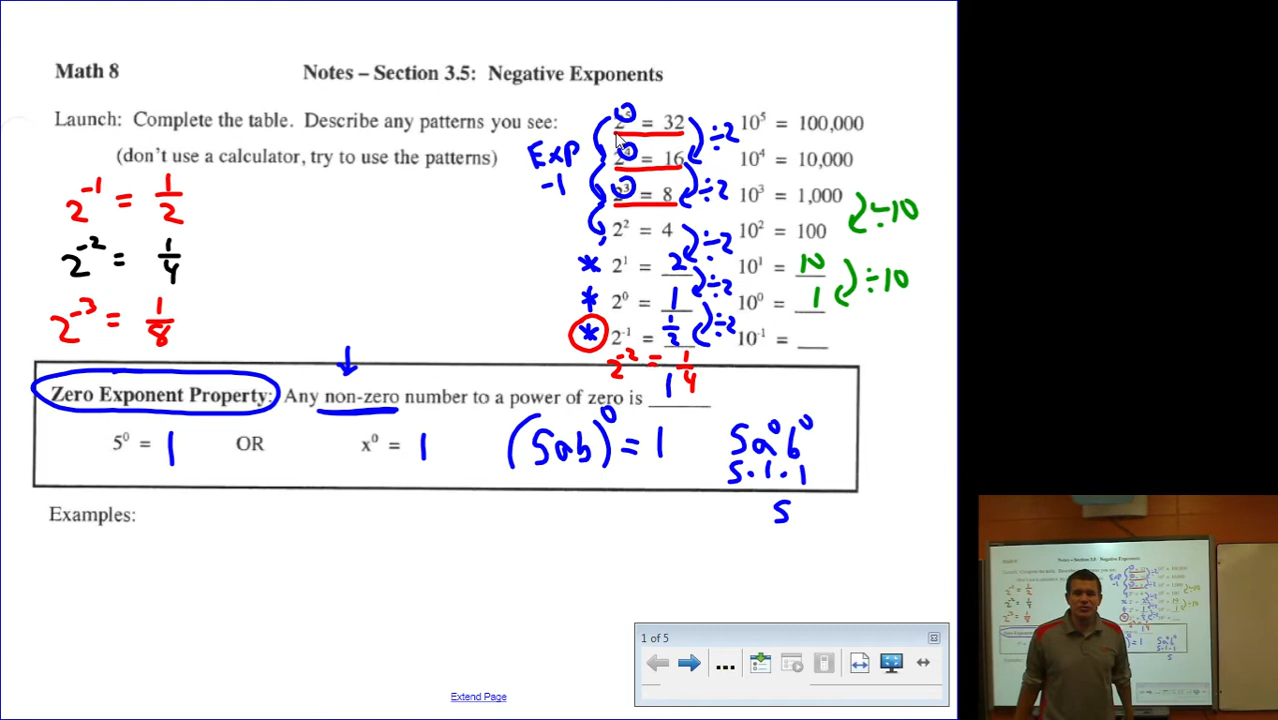 Math 8
Notes – Section 3.5: Negative Exponents
Launch: Complete the table. Describe any patterns you see:
(don't use a calculator, try to use the patterns)
Exp
-1
2⁵ = 32 ÷2
2⁴ = 16 ÷2
2³ = 8 ÷2
2² = 4 ÷2
* 2¹ = 2 ÷2
* 2⁰ = 1 ÷2
* 2⁻¹ = 1/2
2⁻² = 1/4
10⁵ = 100,000
10⁴ = 10,000
10³ = 1,000 ÷10
10² = 100
10¹ = 10 ÷10
10⁰ = 1
10⁻¹ = ___
2⁻¹ = 1/2
2⁻² = 1/4
2⁻³ = 1/8
Zero Exponent Property: Any non-zero number to a power of zero is 1
5⁰ = 1 OR x⁰ = 1 (5ab)⁰ = 1 5a⁰b⁰
5·1·1
5
Examples:
1 of 5
...
Extend Page